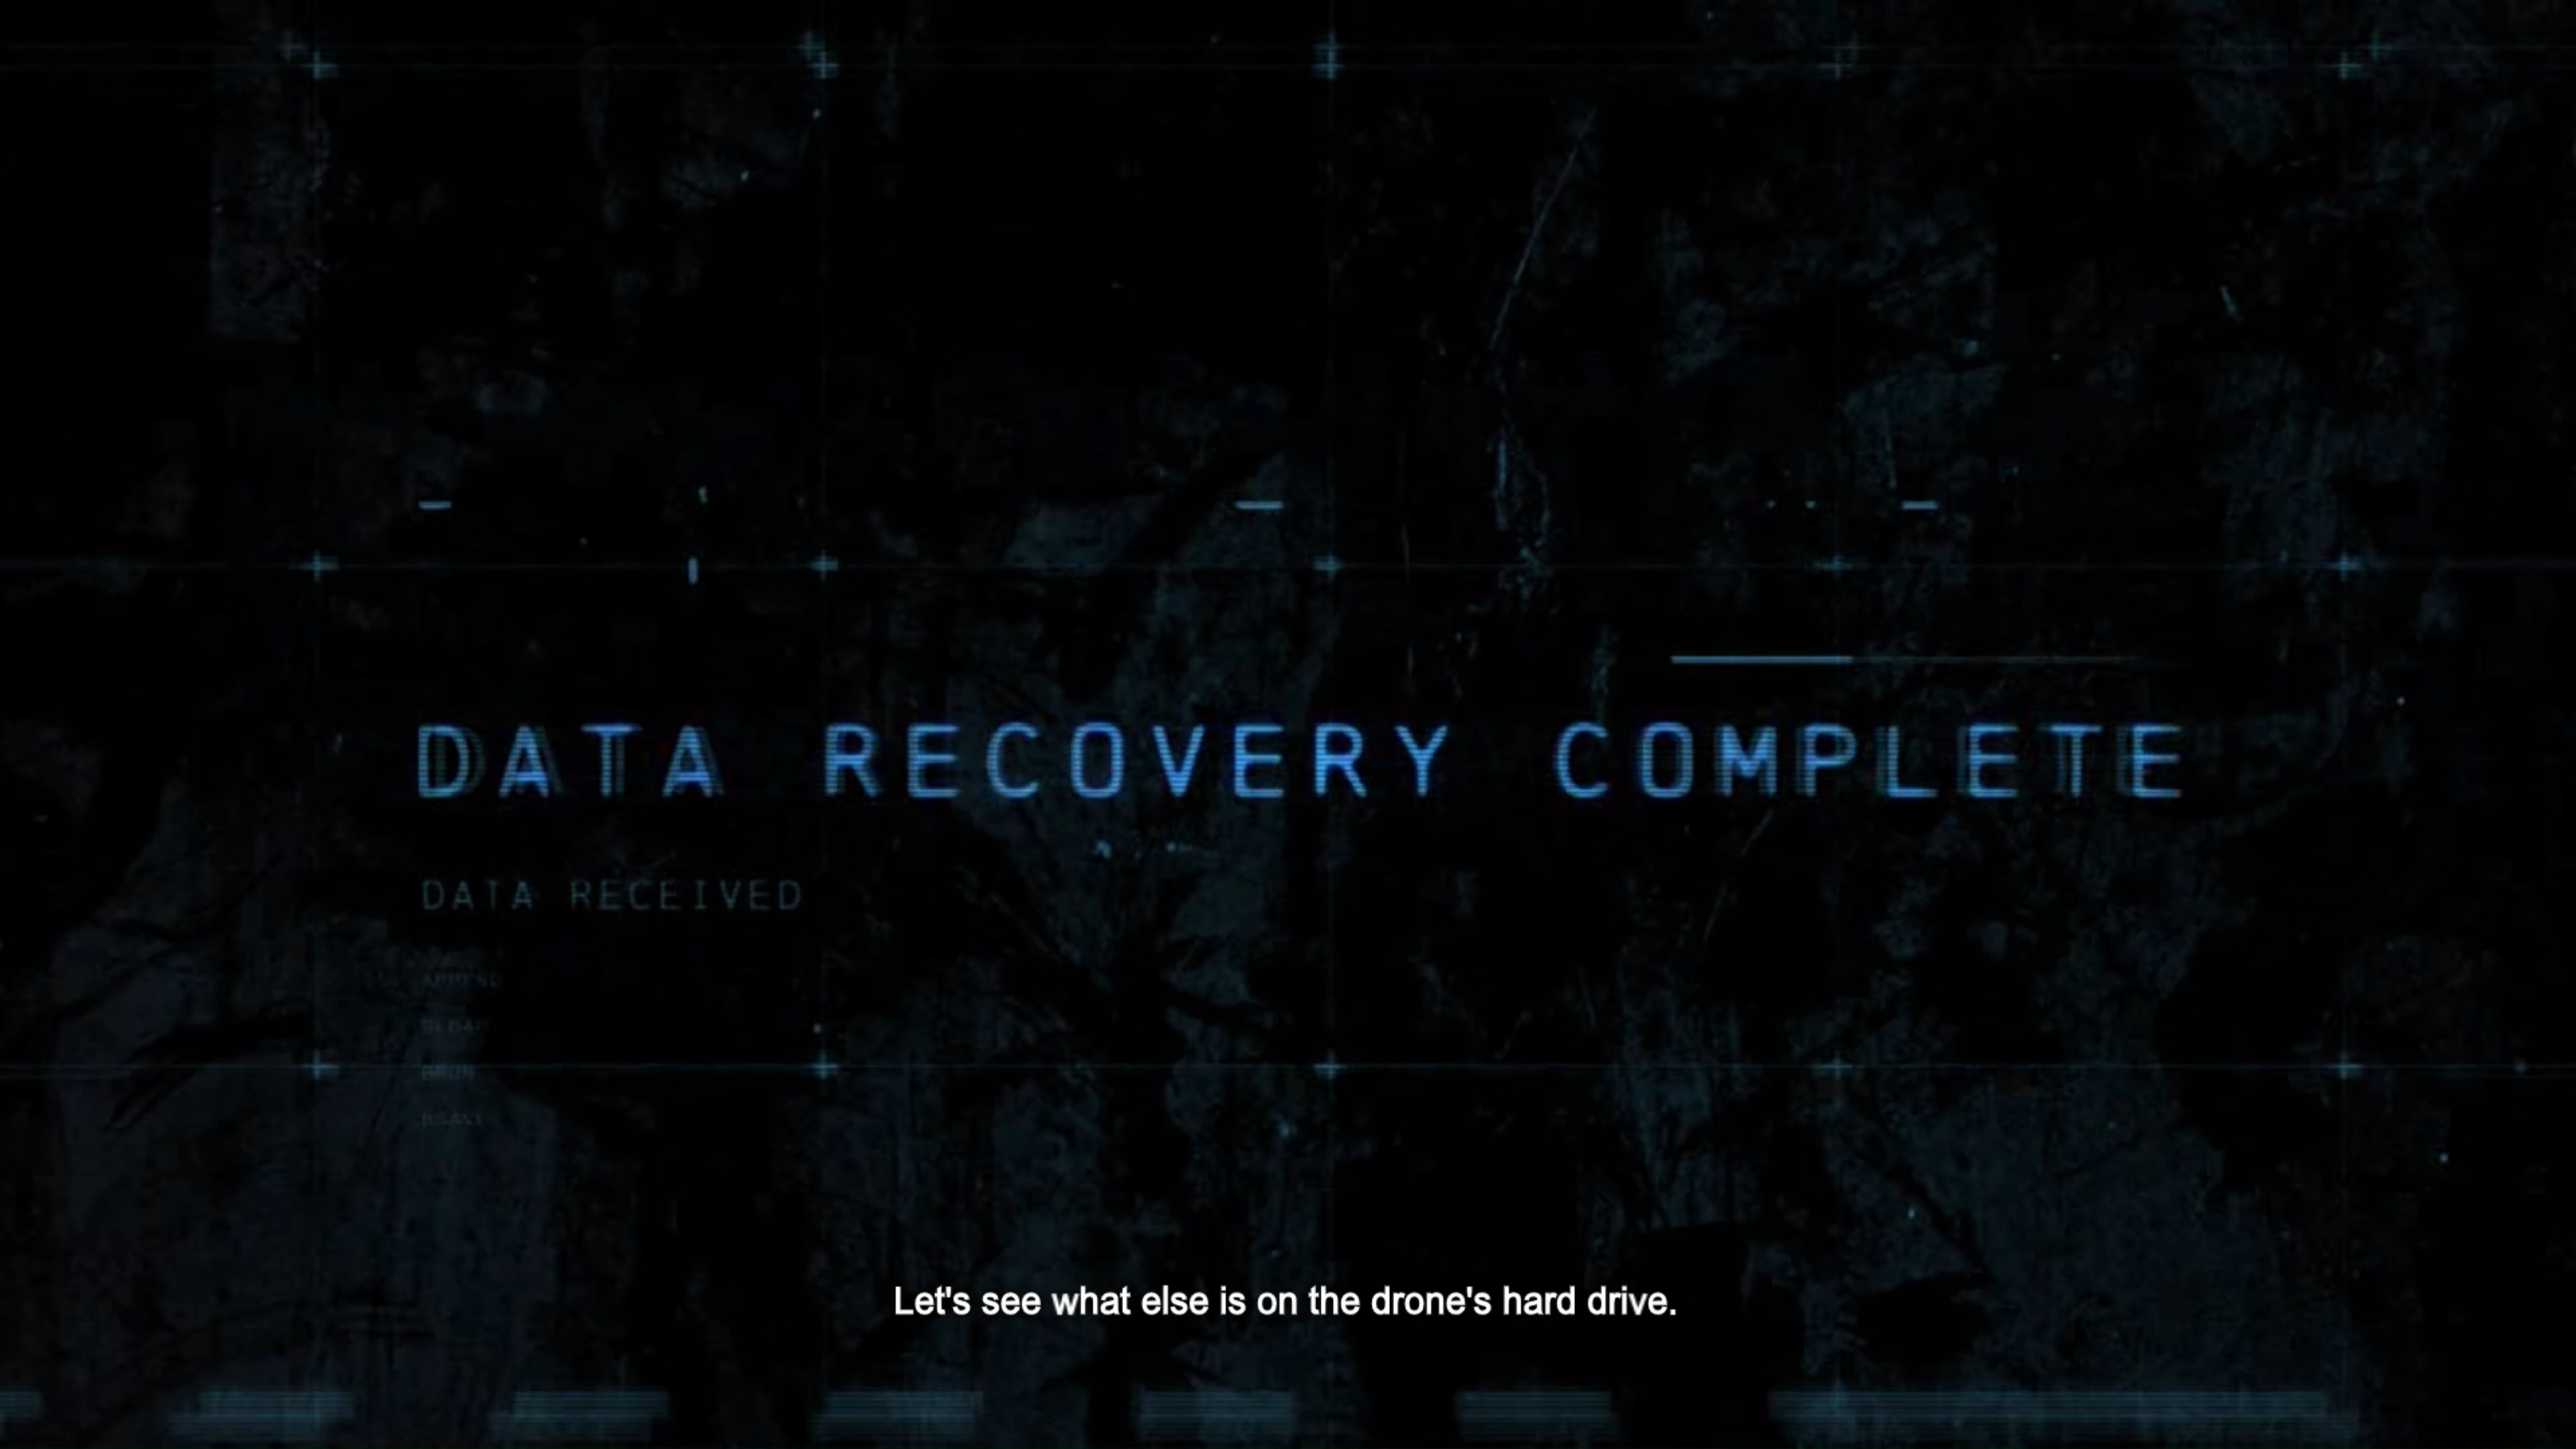 DATA RECOVERY COMPLETE
DATA RECEIVED
Let's see what else is on the drone's hard drive.